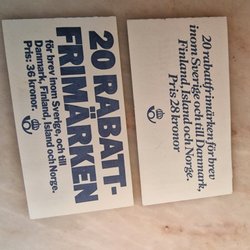 20 RABATT-
FRIMÄRKEN
för brev inom Sverige, och till
Danmark, Finland, Island och Norge.
Pris: 36 kronor.
20 rabattfrimärken för brev
inom Sverige och till Danmark,
Finland, Island och Norge.
Pris 28 kronor